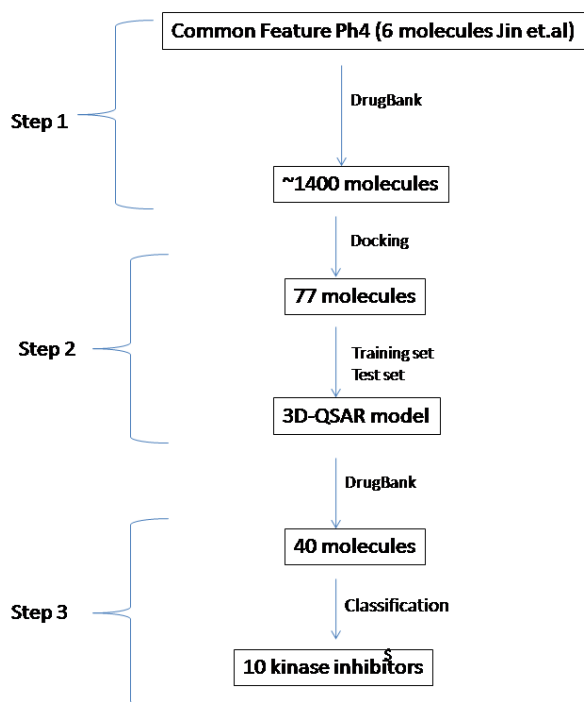 Common Feature Ph4 (6 molecules Jin et.al)
DrugBank
Step 1
~1400 molecules
Docking
77 molecules
Step 2
Training set
Test set
3D-QSAR model
DrugBank
40 molecules
Step 3
Classification
10 kinase inhibitors$